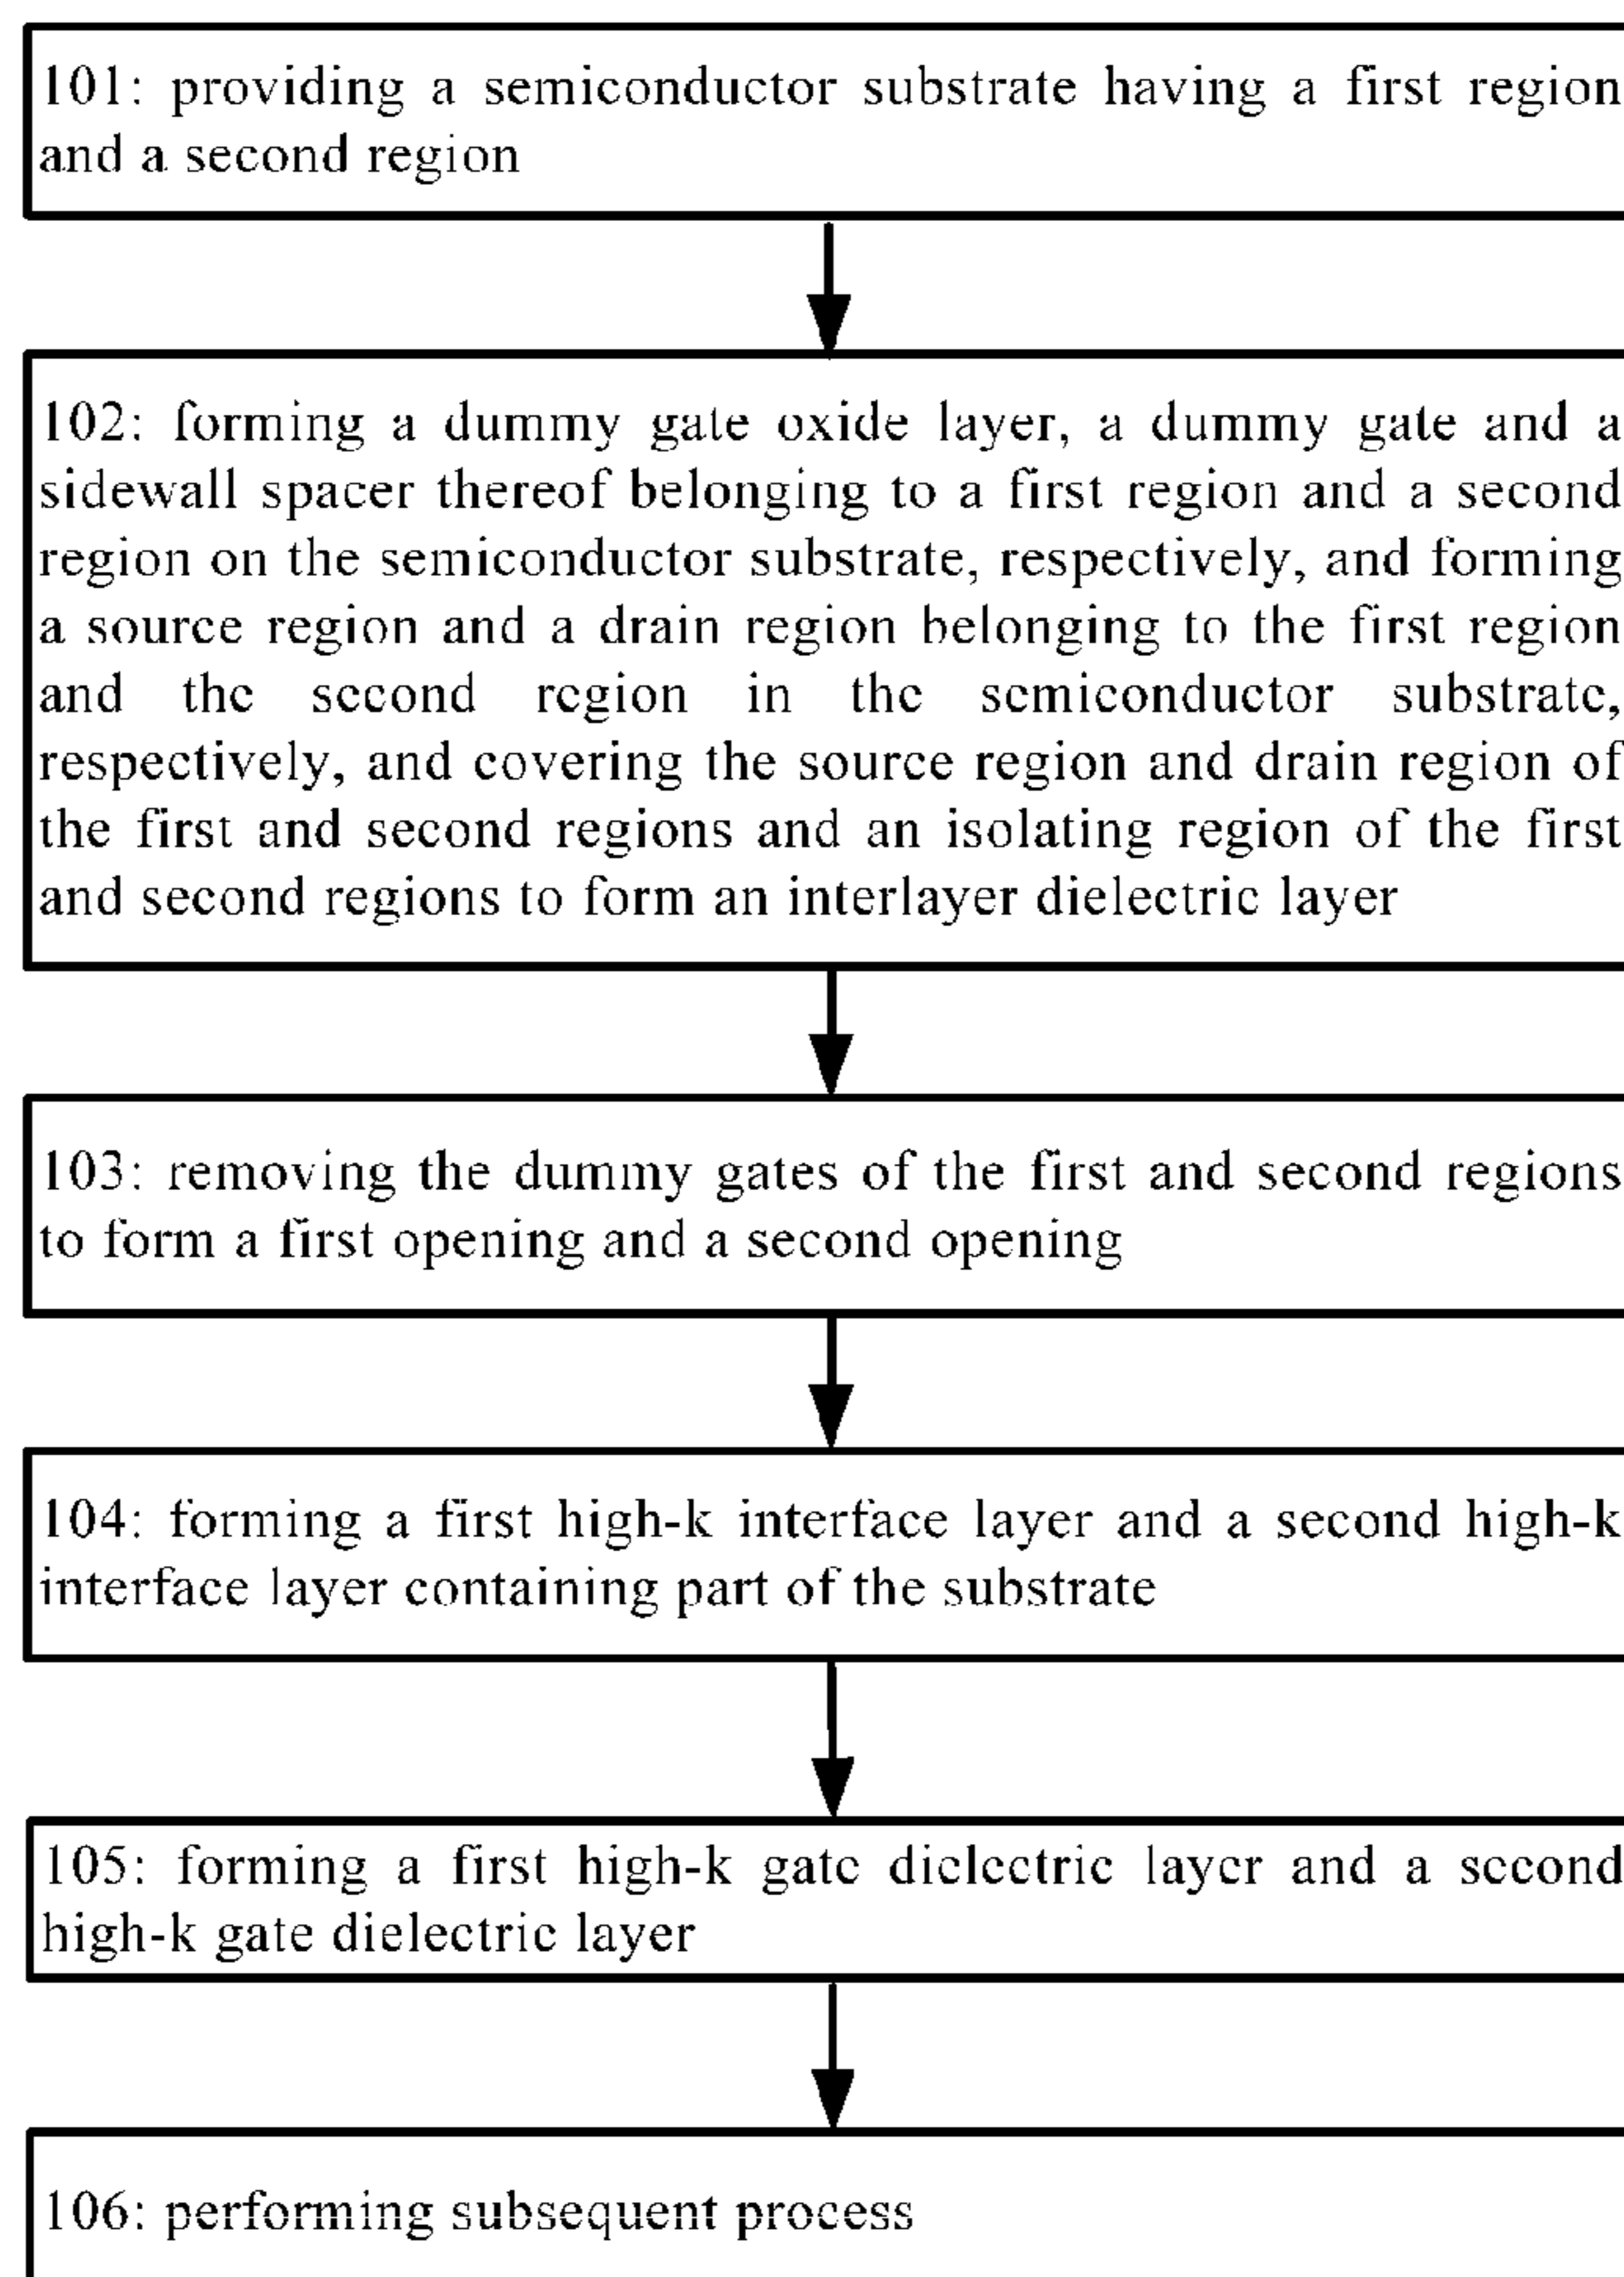 101: providing a semiconductor substrate having a first region
and a second region
102: forming a dummy gate oxide layer, a dummy gate and a
sidewall spacer thereof belonging to a first region and a second
region on the semiconductor substrate, respectively, and forming
a source region and a drain region belonging to the first region
and the second region in the semiconductor substrate,
respectively, and covering the source region and drain region of
the first and second regions and an isolating region of the first
and second regions to form an interlayer dielectric layer
103: removing the dummy gates of the first and second regions
to form a first opening and a second opening
104: forming a first high-k interface layer and a second high-k
interface layer containing part of the substrate
105: forming a first high-k gate dielectric layer and a second
high-k gate dielectric layer
106: performing subsequent process